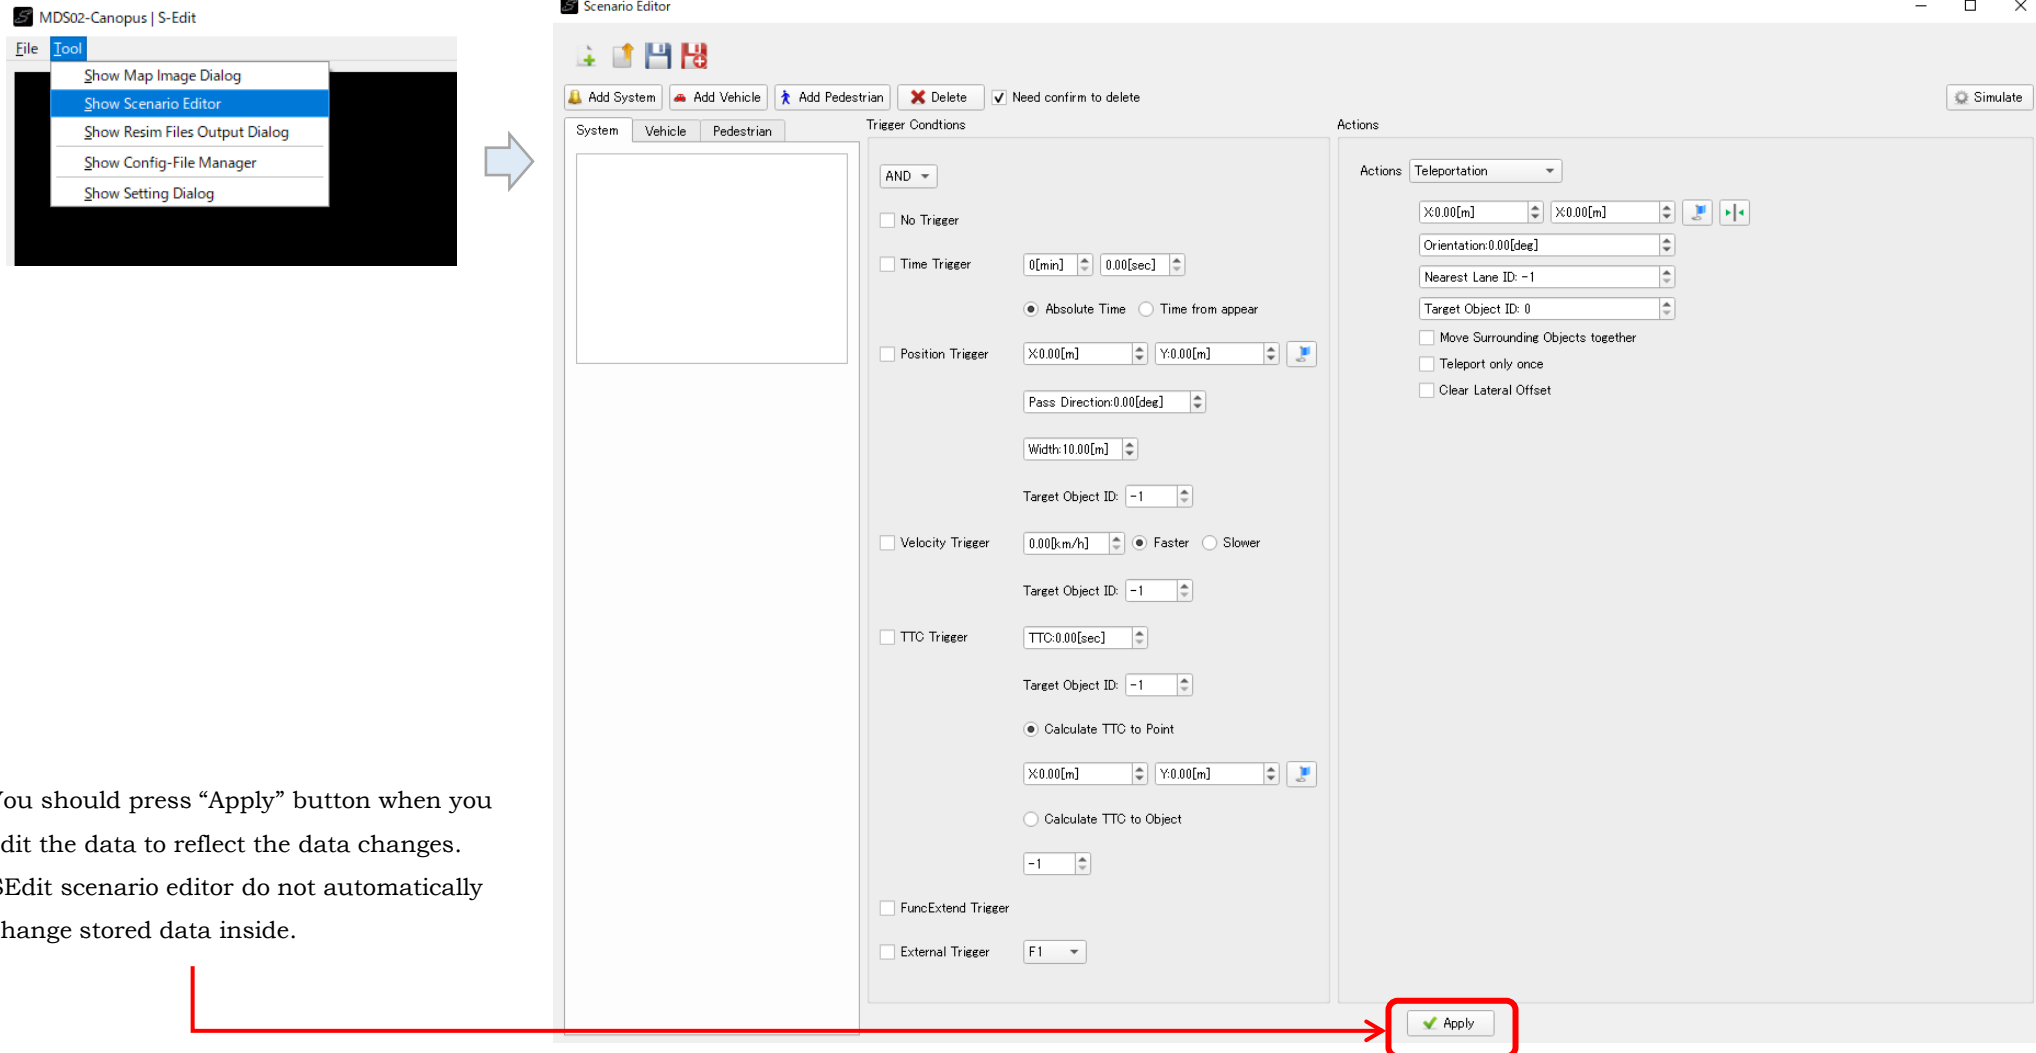 MDS02-Canopus | S-Edit
File Tool
Show Map Image Dialog
Show Scenario Editor
Show Resim Files Output Dialog
Show Config-File Manager
Show Setting Dialog
Scenario Editor
Add System Add Vehicle Add Pedestrian Delete Need confirm to delete Simulate
System Vehicle Pedestrian
Trigger Condtions
AND
No Trigger
Time Trigger 0[min] 0.00[sec]
Absolute Time Time from appear
Position Trigger X:0.00[m] Y:0.00[m]
Pass Direction:0.00[deg]
Width:10.00[m]
Target Object ID: -1
Velocity Trigger 0.00[km/h] Faster Slower
Target Object ID: -1
TTC Trigger TTC:0.00[sec]
Target Object ID: -1
Calculate TTC to Point
X:0.00[m] Y:0.00[m]
Calculate TTC to Object
-1
FuncExtend Trigger
External Trigger F1
Actions
Actions Teleportation
X:0.00[m] X:0.00[m]
Orientation:0.00[deg]
Nearest Lane ID: -1
Target Object ID: 0
Move Surrounding Objects together
Teleport only once
Clear Lateral Offset
Apply
You should press “Apply” button when you
dit the data to reflect the data changes.
SEdit scenario editor do not automatically
hange stored data inside.